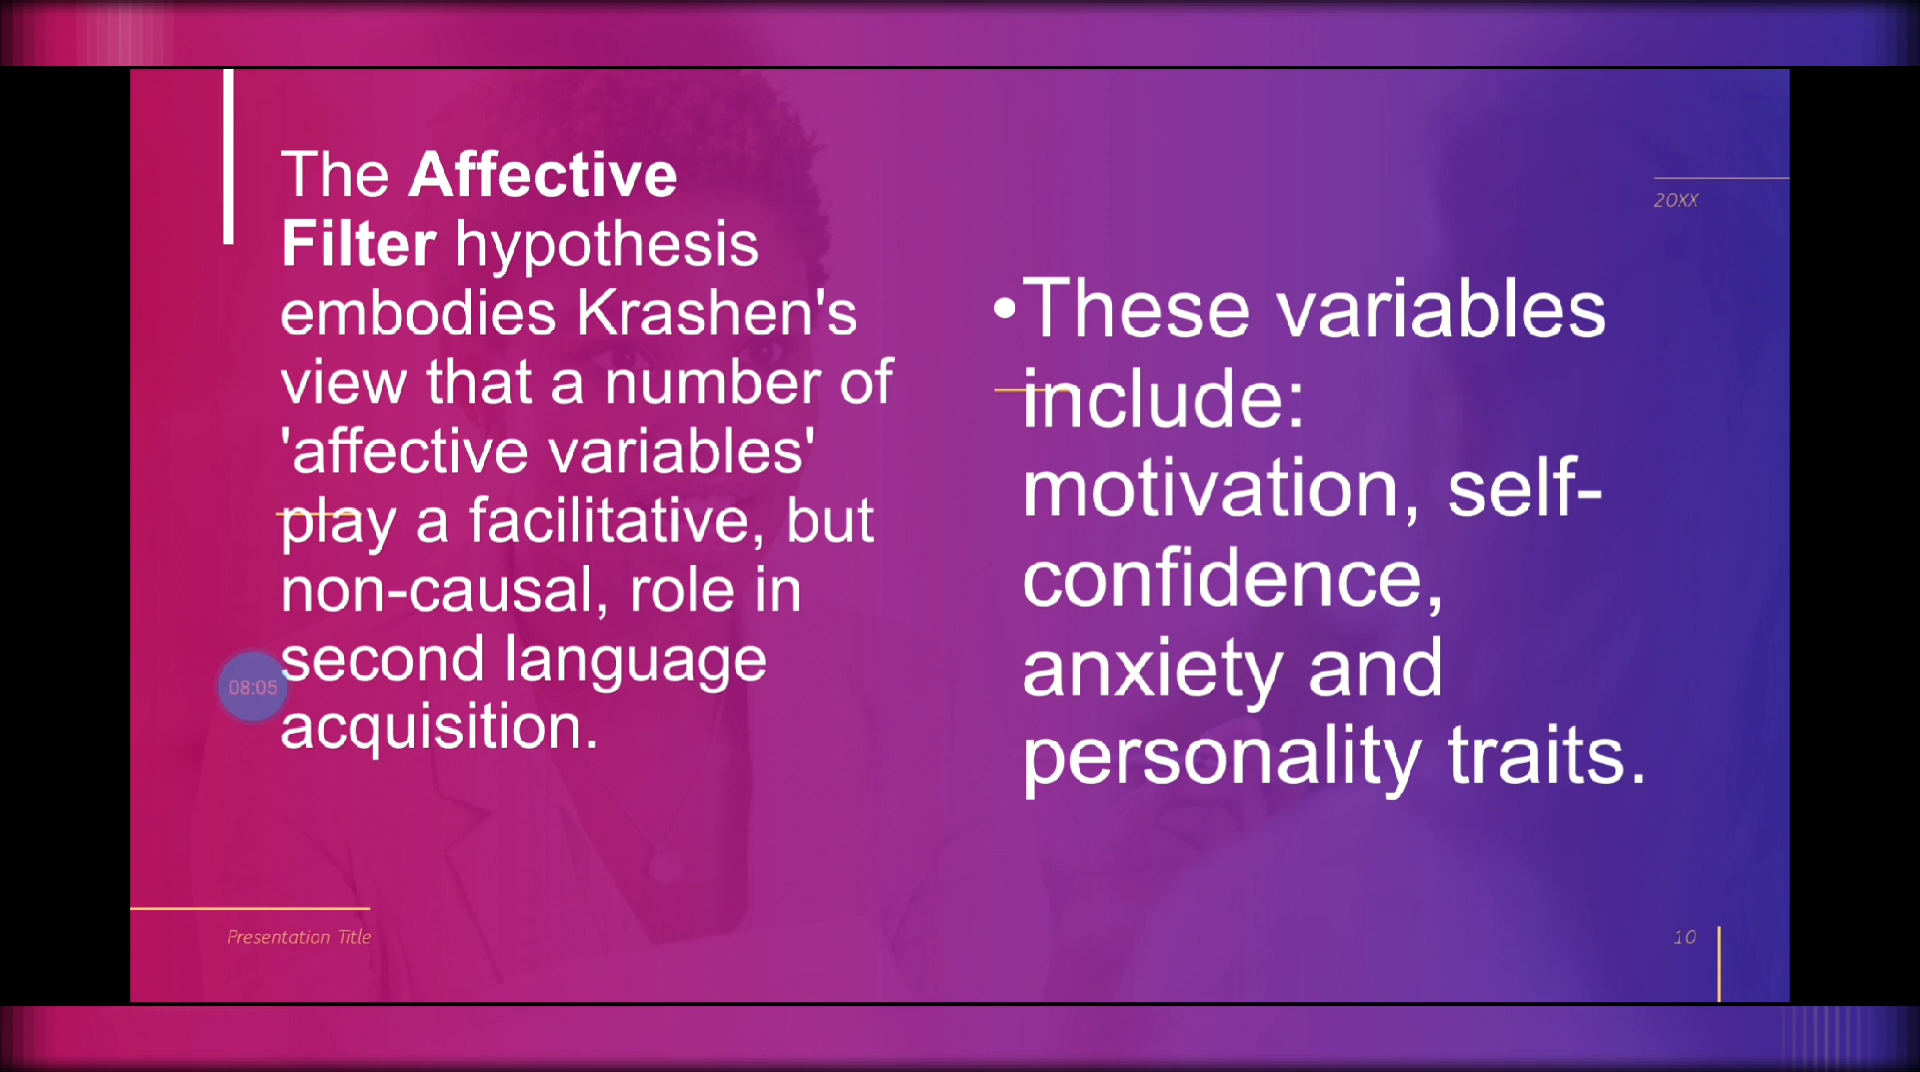 The Affective
Filter hypothesis
embodies Krashen's
view that a number of
'affective variables'
play a facilitative, but
non-causal, role in
second language
acquisition.
20XX
•These variables
include:
motivation, self-
confidence,
anxiety and
personality traits.
08:05
Presentation Title
10